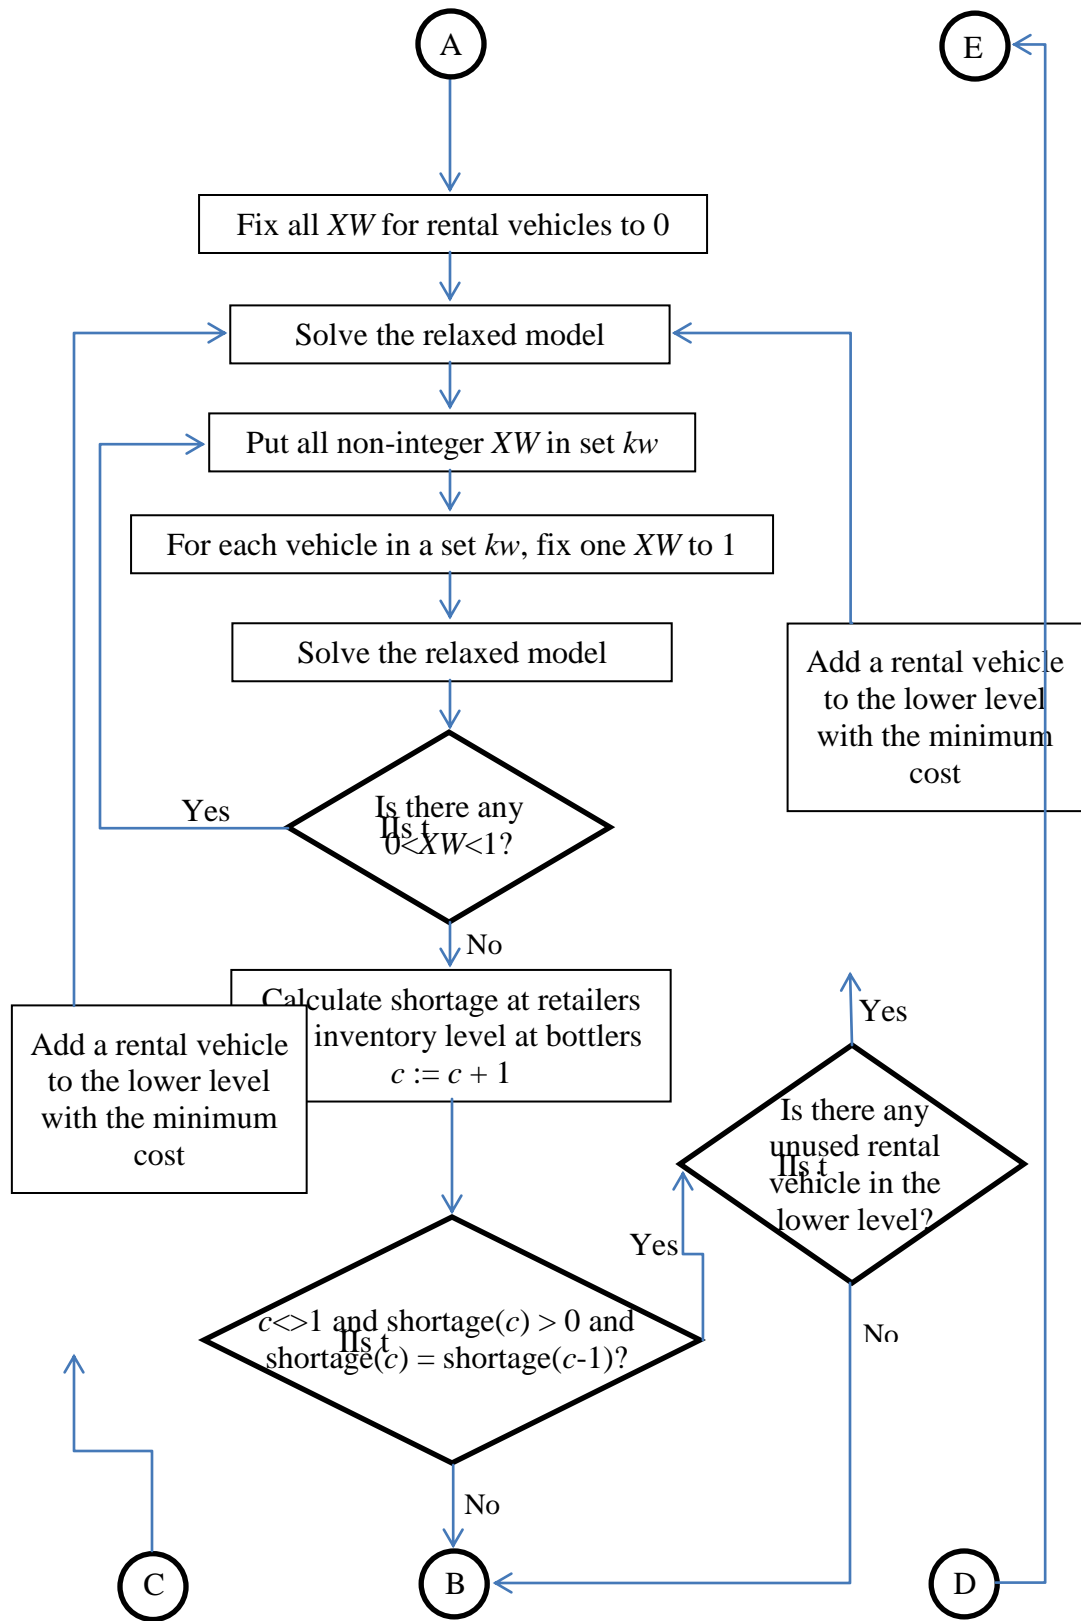 A
E
Fix all XW for rental vehicles to 0
Solve the relaxed model
Put all non-integer XW in set kw
For each vehicle in a set kw, fix one XW to 1
Solve the relaxed model
Add a rental vehicle
to the lower level
with the minimum
cost
Yes
Is there any
IIs t
0<XW<1?
No
Calculate shortage at retailers
inventory level at bottlers
c := c + 1
Add a rental vehicle
to the lower level
with the minimum
cost
Yes
Is there any
unused rental
IIs t
vehicle in the
lower level?
Yes
No
c<>1 and shortage(c) > 0 and
IIs t
shortage(c) = shortage(c-1)?
No
C
B
D